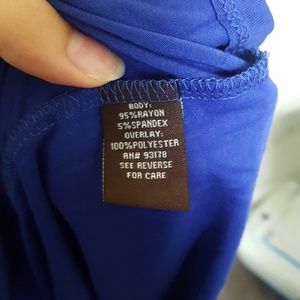 BODY:
95%RAYON
5%SPANDEX
OVERLAY:
100%POLYESTER
RN# 93178
SEE REVERSE
FOR CARE